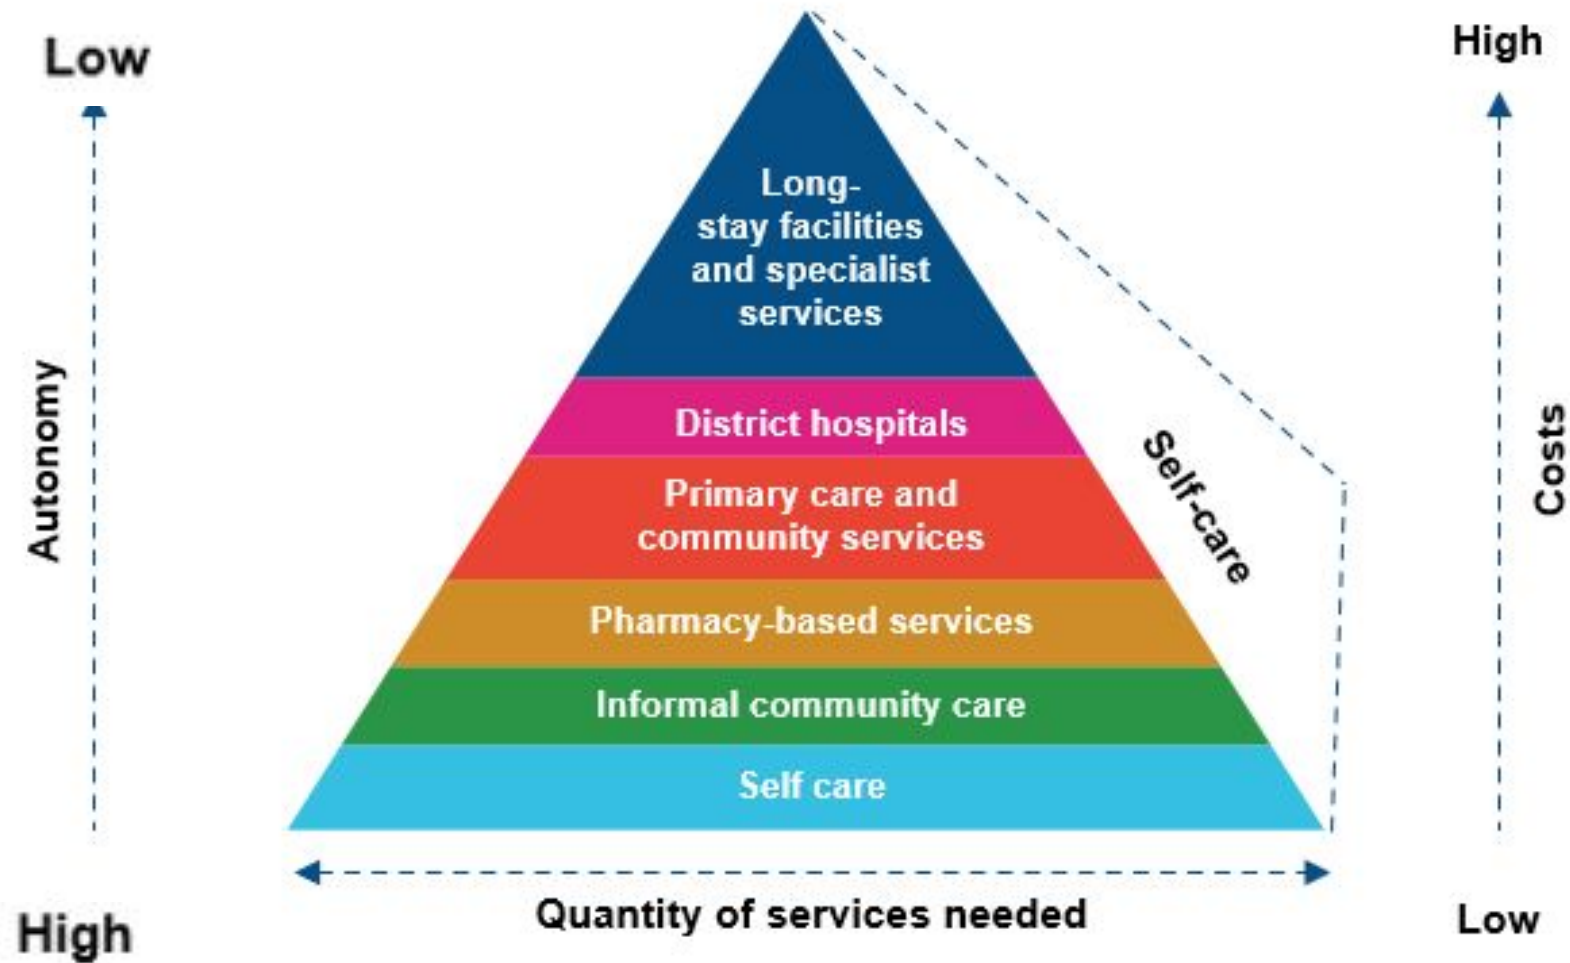 Low
High
Long-
stay facilities
and specialist
services
Autonomy
District hospitals
Self-care
Costs
Primary care and
community services
Pharmacy-based services
Informal community care
Self care
Quantity of services needed
High
Low